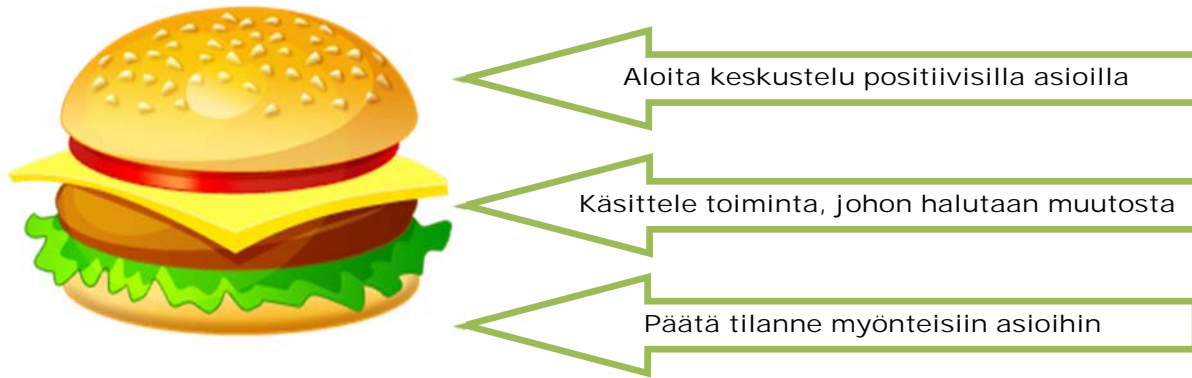 Aloita keskustelu positiivisilla asioilla
Käsittele toiminta, johon halutaan muutosta
Päätä tilanne myönteisiin asioihin